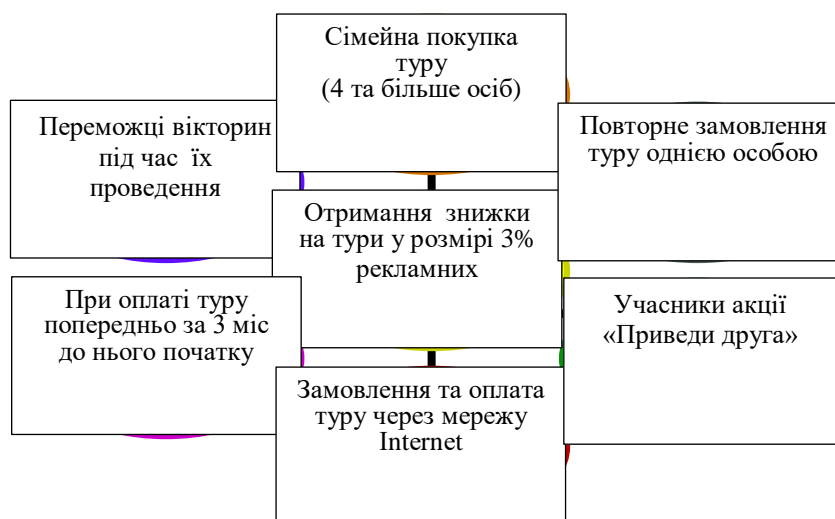 Сімейна покупка
туру
(4 та більше осіб)
Переможці вікторин
під час їх
проведення
Повторне замовлення
туру однією особою
Отримання знижки
на тури у розмірі 3%
рекламних
При оплаті туру
попередньо за 3 міс
до нього початку
Учасники акції
«Приведи друга»
Замовлення та оплата
туру через мережу
Internet